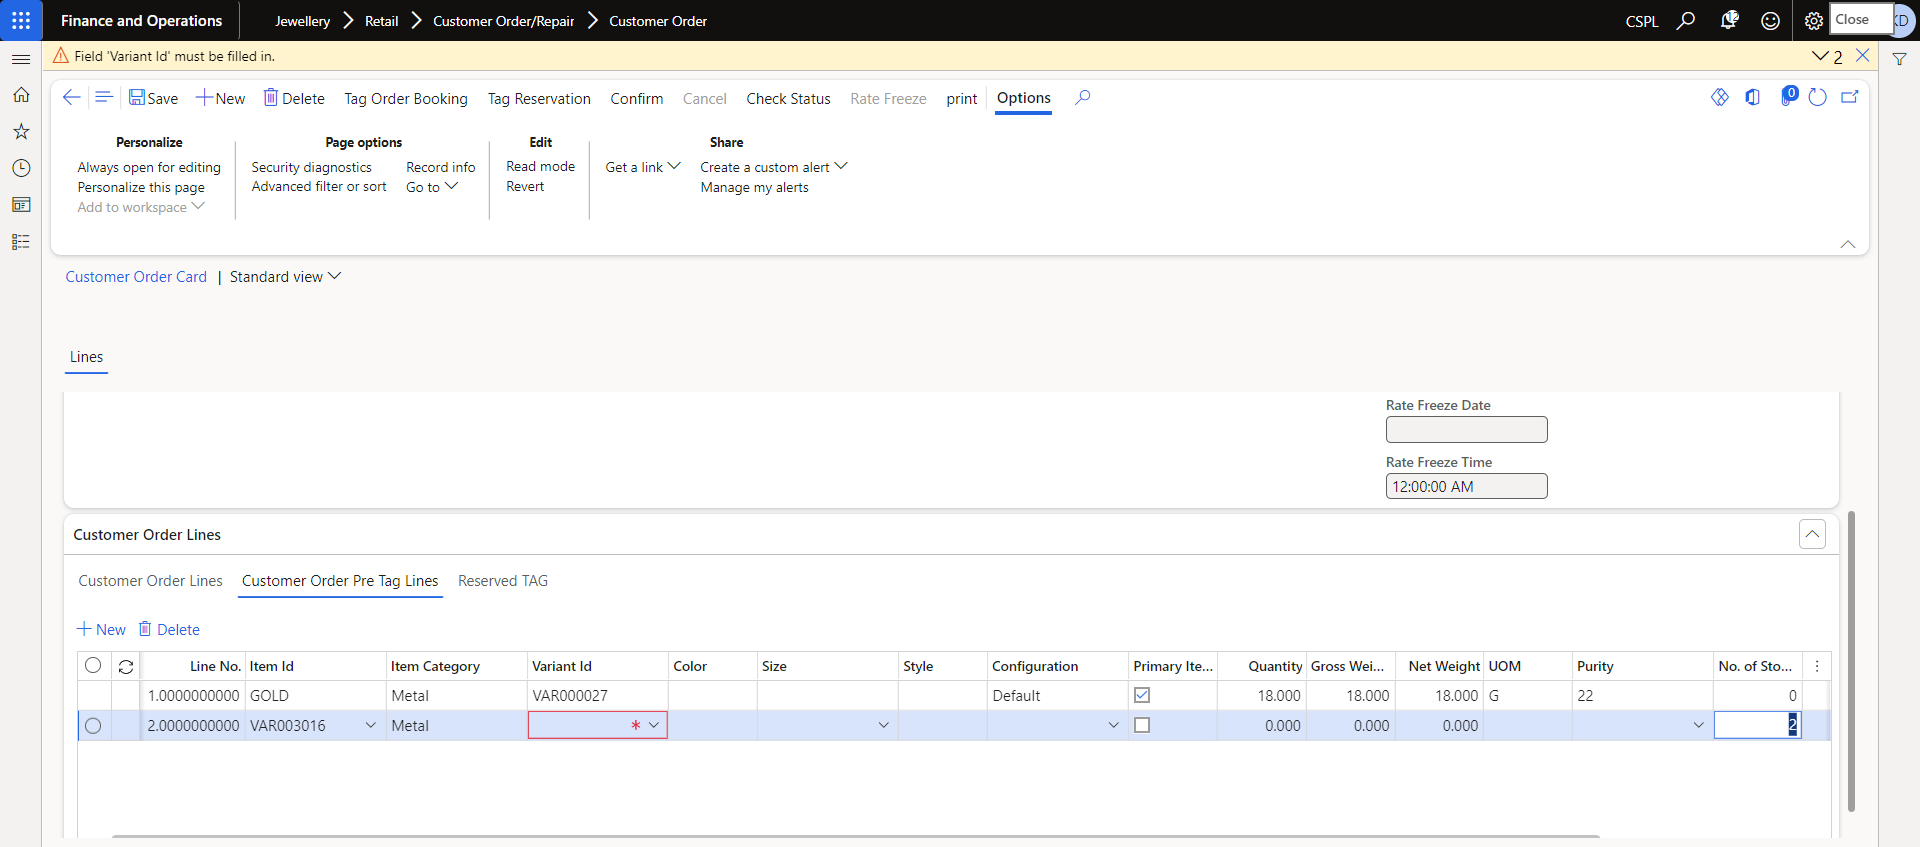 Finance and Operations
Jewellery > Retail > Customer Order/Repair > Customer Order
CSPL
12
Close
Field 'Variant Id' must be filled in.
2
Save
New
Delete
Tag Order Booking
Tag Reservation
Confirm
Cancel
Check Status
Rate Freeze
print
Options
0
Personalize
Always open for editing
Personalize this page
Add to workspace
Page options
Security diagnostics
Advanced filter or sort
Record info
Go to
Edit
Read mode
Revert
Get a link
Share
Create a custom alert
Manage my alerts
Customer Order Card | Standard view
Lines
Rate Freeze Date
Rate Freeze Time
12:00:00 AM
Customer Order Lines
Customer Order Lines Customer Order Pre Tag Lines Reserved TAG
New Delete
Line No. Item Id Item Category Variant Id Color Size Style Configuration Primary Ite... Quantity Gross Wei... Net Weight UOM Purity No. of Sto...
1.0000000000 GOLD Metal VAR000027 Default 18.000 18.000 18.000 G 22 0
2.0000000000 VAR003016 Metal * 0.000 0.000 0.000 2